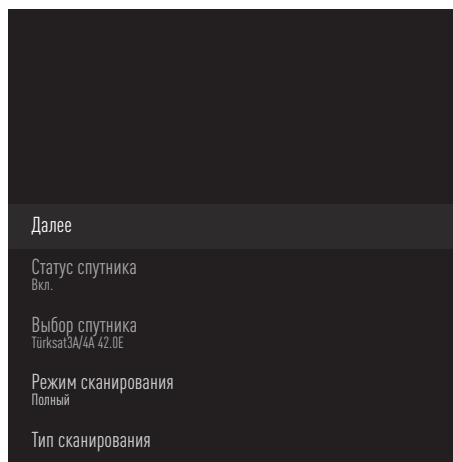 Далее
Статус спутника
Вкл.
Выбор спутника
Türksat3A/4A 42.0E
Режим сканирования
Полный
Тип сканирования